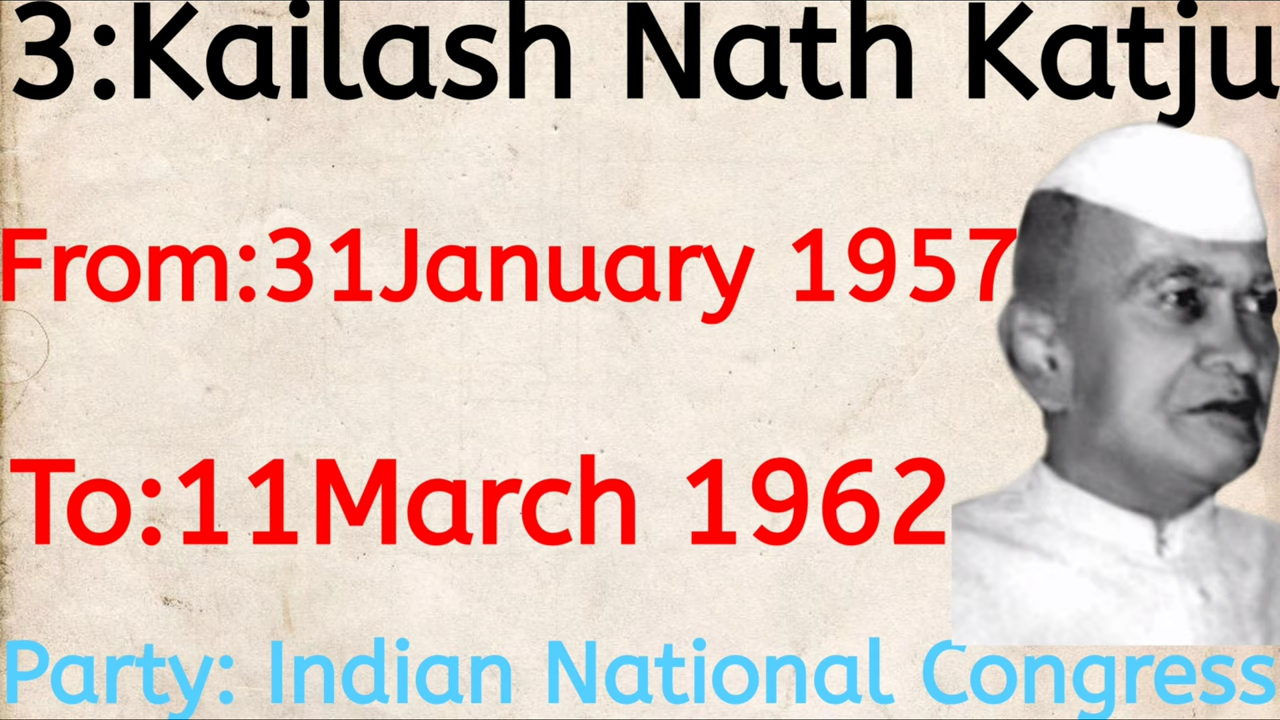 3:Kailash Nath Katju
From:31January 1957
To:11March 1962
Party: Indian National Congress